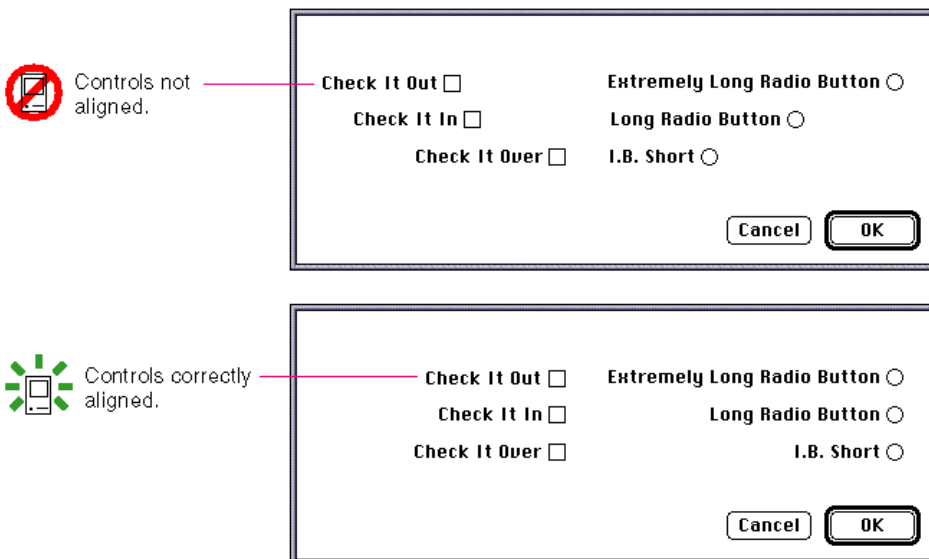 Controls not
aligned.
Check It Out
Extremely Long Radio Button
Check It In
Long Radio Button
Check It Over
I.B. Short
Cancel
OK
Controls correctly
aligned.
Check It Out
Extremely Long Radio Button
Check It In
Long Radio Button
Check It Over
I.B. Short
Cancel
OK